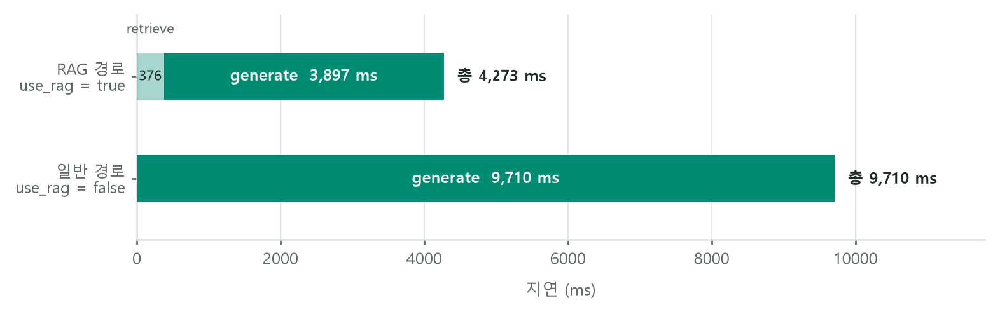 retrieve
RAG 경로
use_rag = true
376
generate 3,897 ms
총 4,273 ms
일반 경로
use_rag = false
generate 9,710 ms
총 9,710 ms
0 2000 4000 6000 8000 10000
지연 (ms)